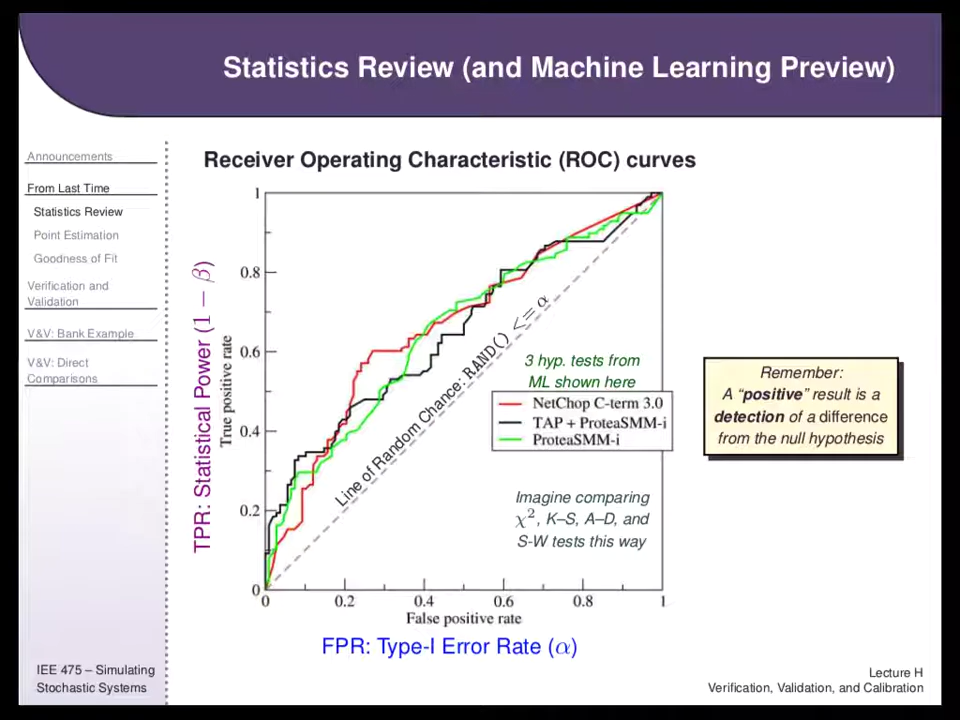 Statistics Review (and Machine Learning Preview)
Announcements
From Last Time
Statistics Review
Point Estimation
Goodness of Fit
Verification and
Validation
V&V: Bank Example
V&V: Direct
Comparisons
IEE 475 – Simulating
Stochastic Systems
Receiver Operating Characteristic (ROC) curves
TPR: Statistical Power (1 − β)
True positive rate
1
0.8
0.6
0.4
0.2
0
0 0.2 0.4 0.6 0.8 1
False positive rate
FPR: Type-I Error Rate (α)
Line of Random Chance: RAND() <= α
3 hyp. tests from
ML shown here
NetChop C-term 3.0
TAP + ProteaSMM-i
ProteaSMM-i
Imagine comparing
χ², K–S, A–D, and
S-W tests this way
Remember:
A “positive” result is a
detection of a difference
from the null hypothesis
Lecture H
Verification, Validation, and Calibration